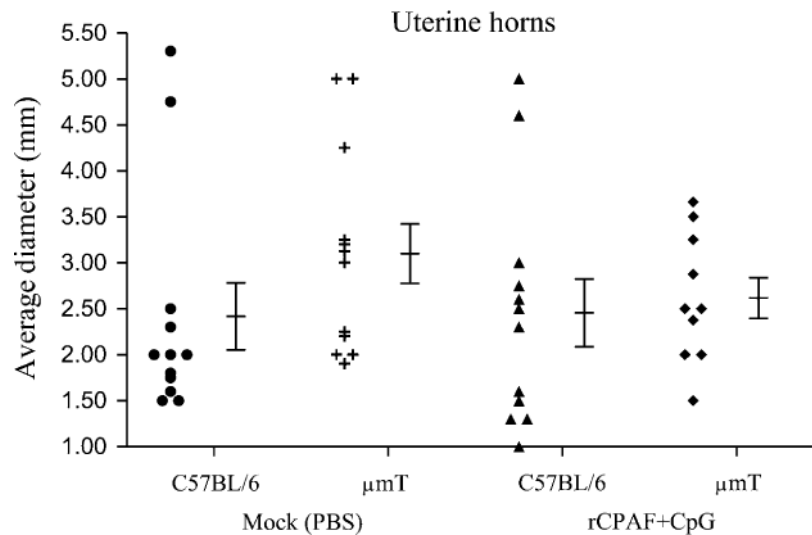 Uterine horns
Average diameter (mm)
5.50
5.00
4.50
4.00
3.50
3.00
2.50
2.00
1.50
1.00
C57BL/6 µmT C57BL/6 µmT
Mock (PBS) rCPAF+CpG